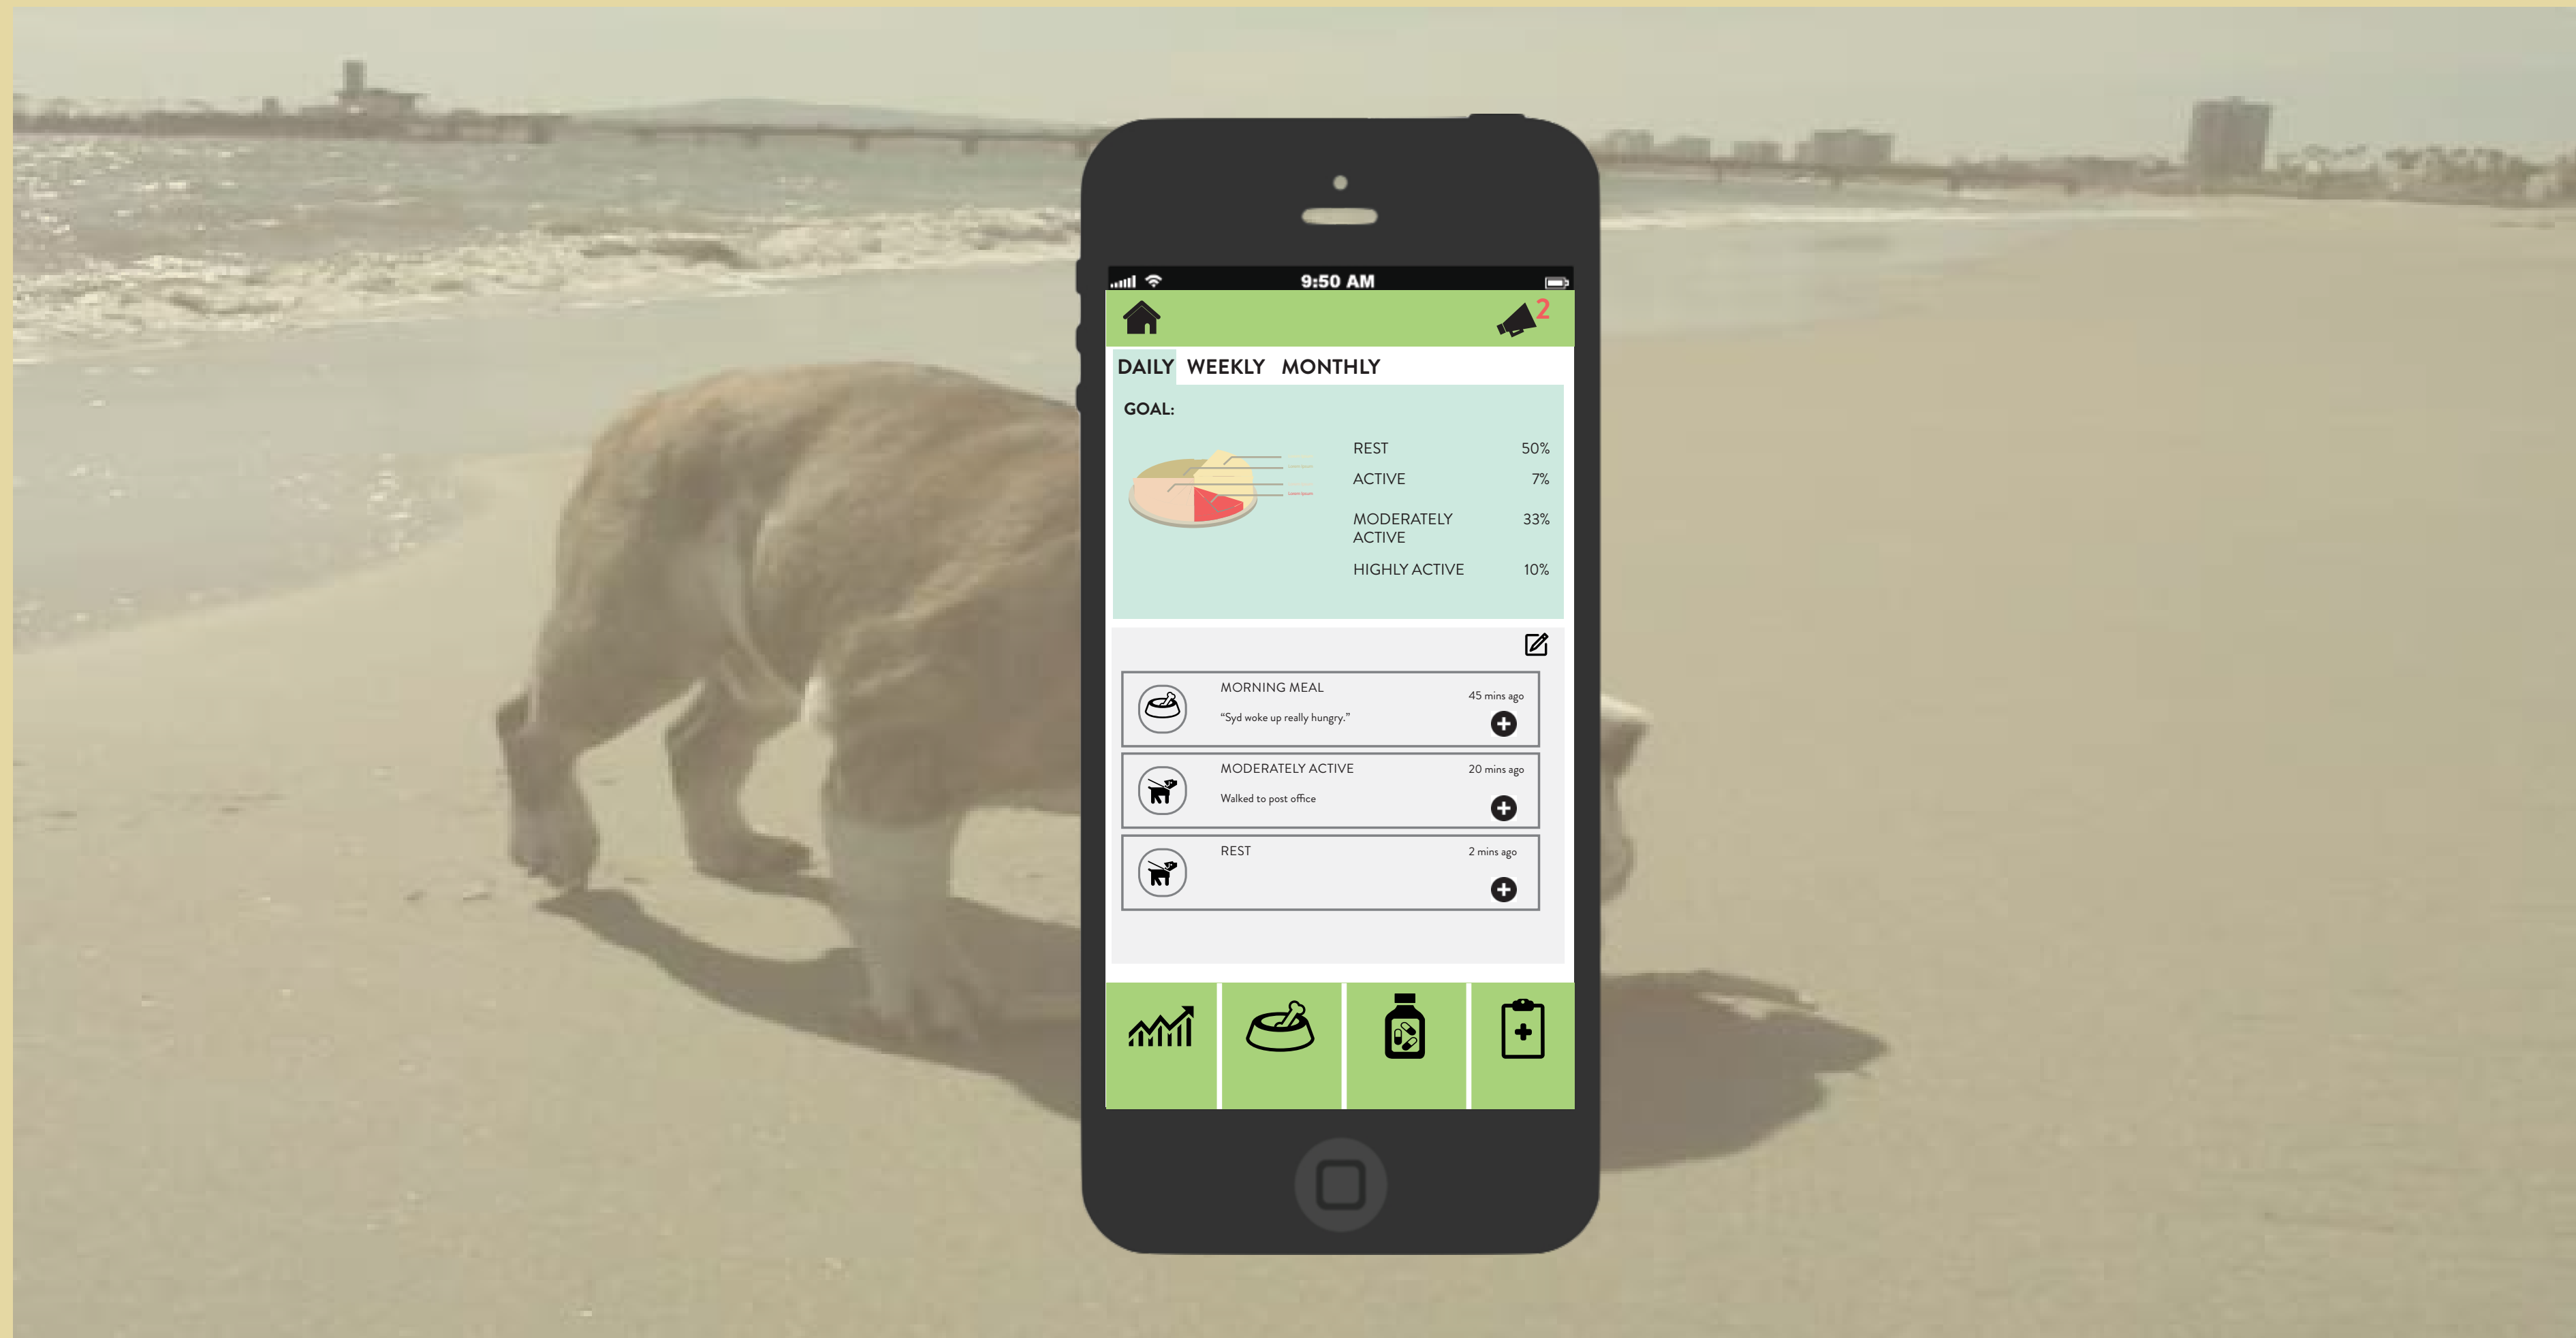 9:50 AM
2
DAILY WEEKLY MONTHLY
GOAL:
REST 50%
ACTIVE 7%
Lorem Ipsum
MODERATELY 33%
ACTIVE
HIGHLY ACTIVE 10%
MORNING MEAL
45 mins ago
“Syd woke up really hungry.”
MODERATELY ACTIVE 20 mins ago
Walked to post office
REST 2 mins ago